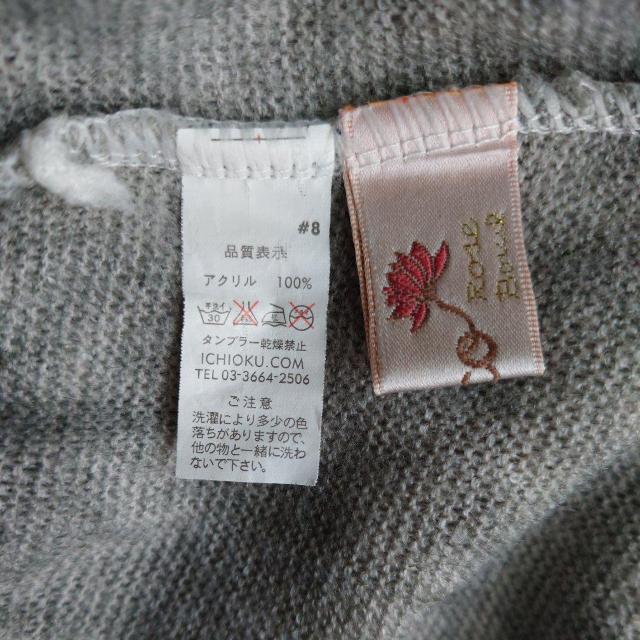 #8
品質表示
アクリル 100%
タンブラー乾燥禁止
ICHIOKU.COM
TEL 03-3664-2506
ご注意
洗濯により多少の色
落ちがありますので、
他の物と一緒に洗わ
ないで下さい。